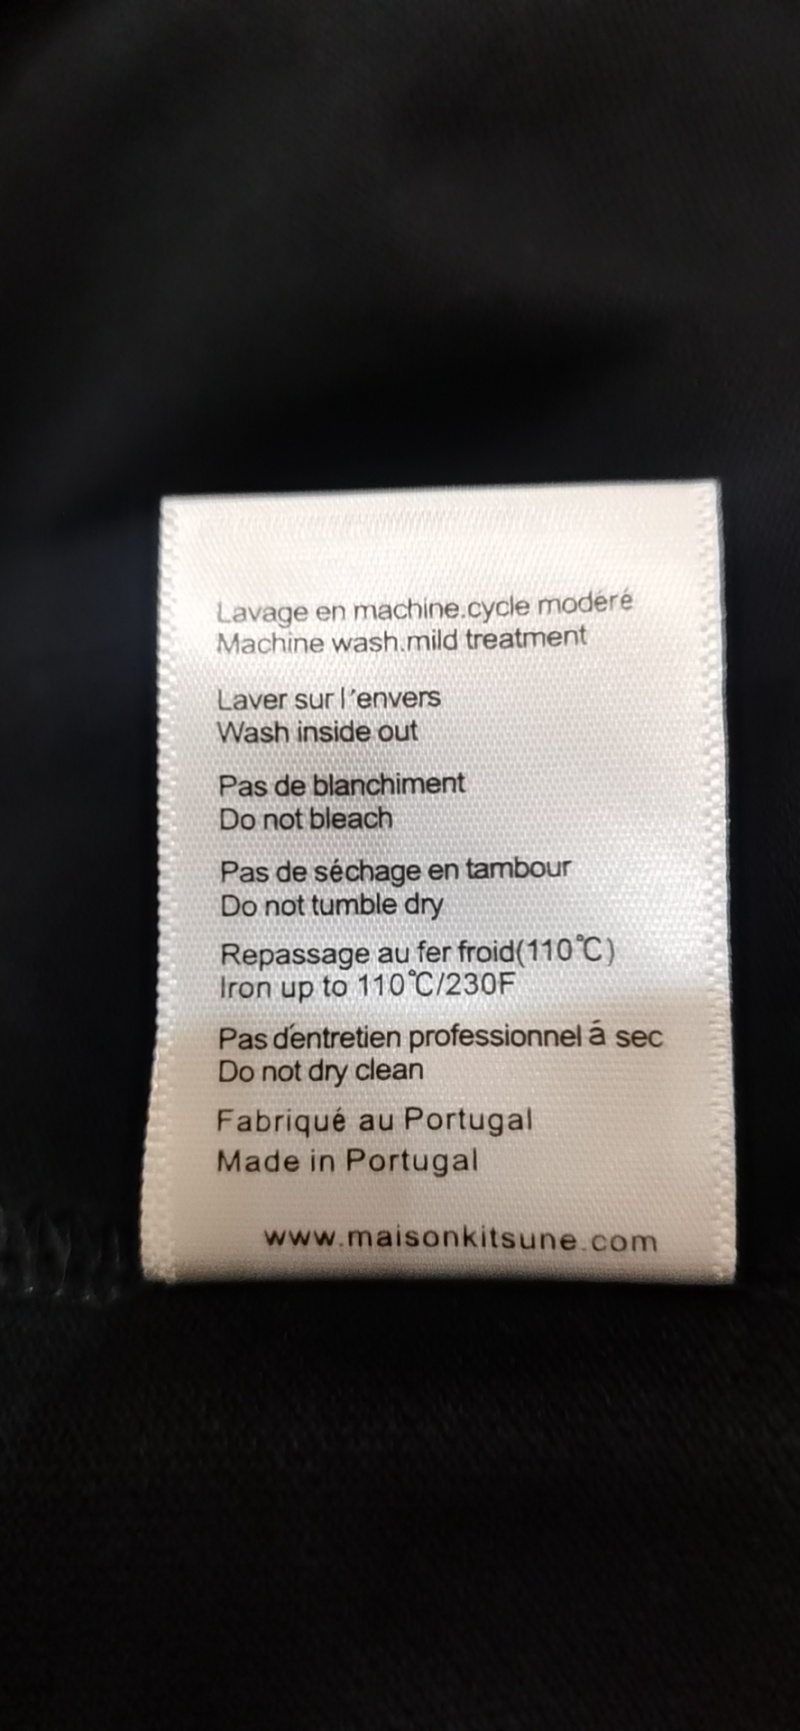 Lavage en machine.cycle modéré
Machine wash.mild treatment
Laver sur l'envers
Wash inside out
Pas de blanchiment
Do not bleach
Pas de séchage en tambour
Do not tumble dry
Repassage au fer froid(110℃)
Iron up to 110℃/230F
Pas d'entretien professionnel á sec
Do not dry clean
Fabriqué au Portugal
Made in Portugal
www.maisonkitsune.com